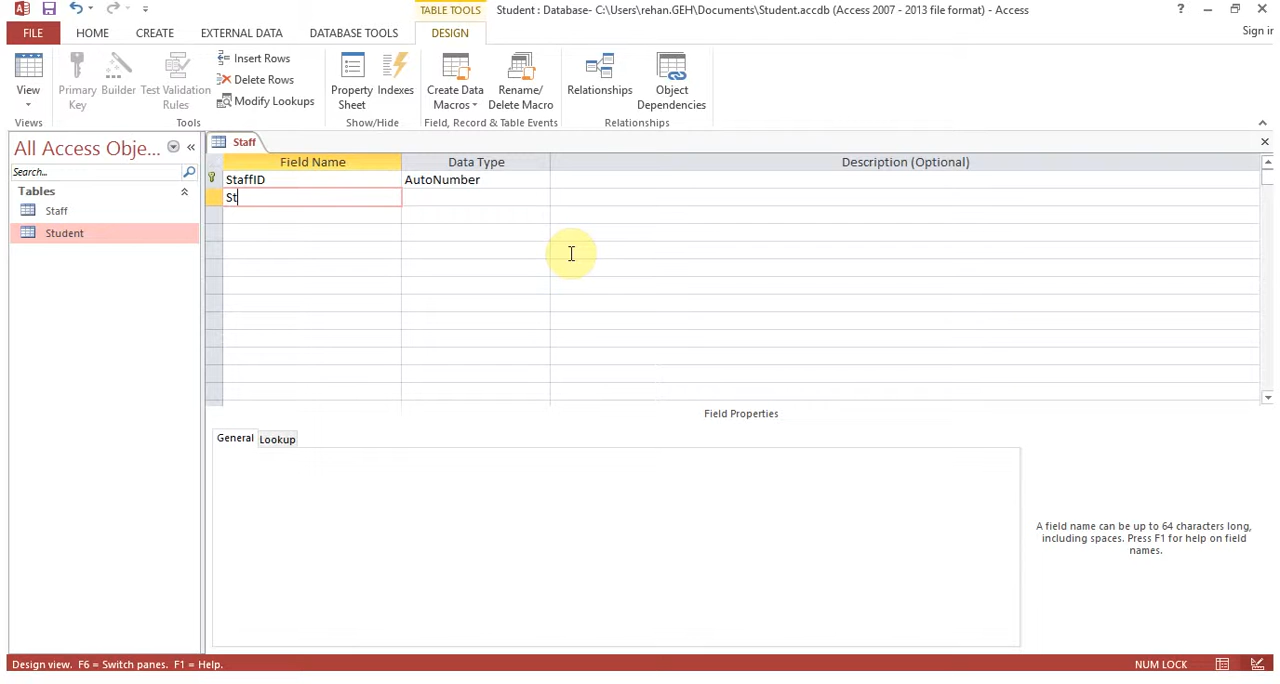 TABLE TOOLS
Student : Database- C:\Users\rehan.GEH\Documents\Student.accdb (Access 2007 - 2013 file format) - Access
?
FILE HOME CREATE EXTERNAL DATA DATABASE TOOLS DESIGN
Sign in
View
Primary Key
Builder
Test Validation Rules
Insert Rows
Delete Rows
Modify Lookups
Property Sheet
Indexes
Create Data Macros
Rename/ Delete Macro
Relationships
Object Dependencies
Views Tools Show/Hide Field, Record & Table Events Relationships
All Access Obje...
Search...
Tables
Staff
Student
Staff
Field Name Data Type Description (Optional)
StaffID AutoNumber
St
Field Properties
General Lookup
A field name can be up to 64 characters long,
including spaces. Press F1 for help on field
names.
Design view. F6 = Switch panes. F1 = Help.
NUM LOCK